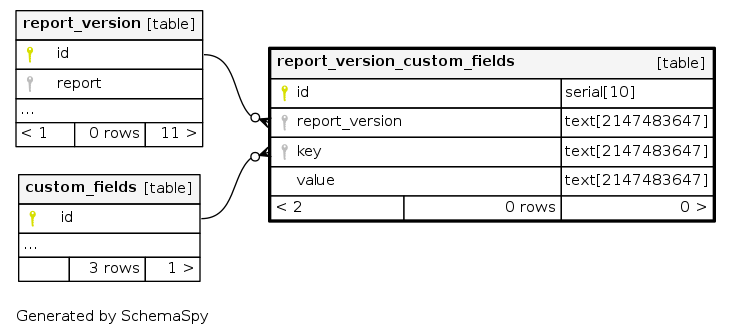 report_version [table]
id
report
...
< 1 0 rows 11 >
custom_fields [table]
id
...
3 rows 1 >
report_version_custom_fields [table]
id serial[10]
report_version text[2147483647]
key text[2147483647]
value text[2147483647]
< 2 0 rows 0 >
Generated by SchemaSpy